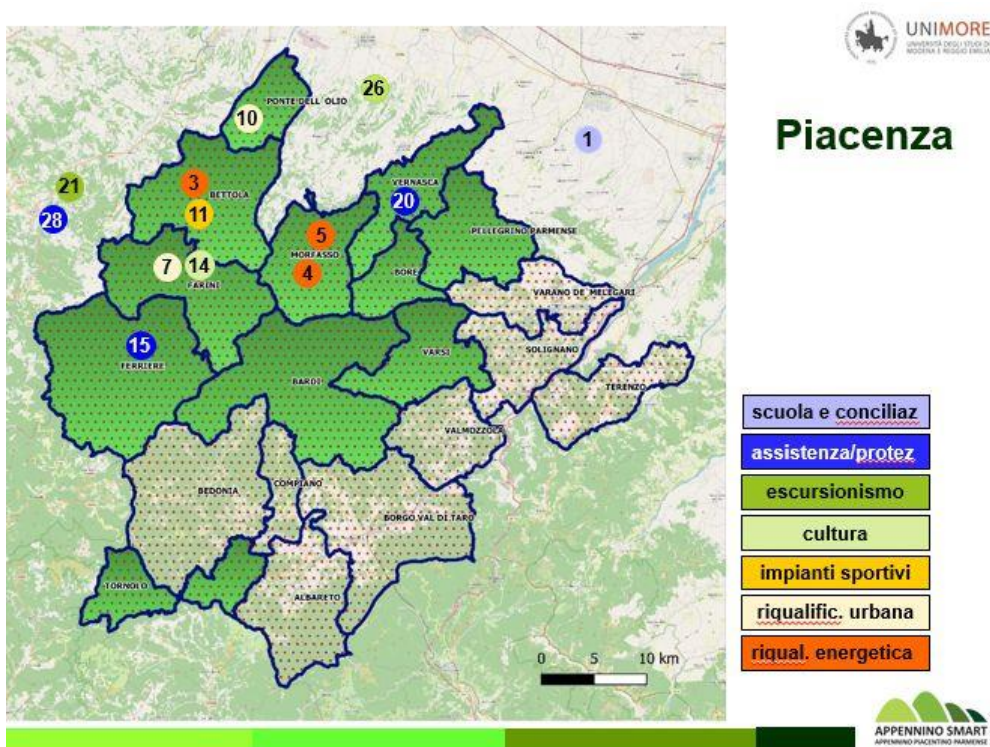 UNIMORE
UNIVERSITÀ DEGLI STUDI DI
MODENA E REGGIO EMILIA
Piacenza
26
PONTE DELL' OLIO
10
1
3
BETTOLA
21
28
11
VERNASCA
20
PELLEGRINO PARMENSE
5
MORFASSO
4
7
14
FARINI
BORE
VARANO DE' MELEGARI
15
FERRIERE
VARSI
SOLIGNANO
BARDI
TERENZO
VALMOZZOLA
BEDONIA
COMPIANO
BORGO VAL DI TARO
TORNOLO
ALBARETO
0 5 10 km
scuola e conciliaz
assistenza/protez
escursionismo
cultura
impianti sportivi
riqualific. urbana
riqual. energetica
APPENNINO SMART
APPENNINO PIACENTINO PARMENSE